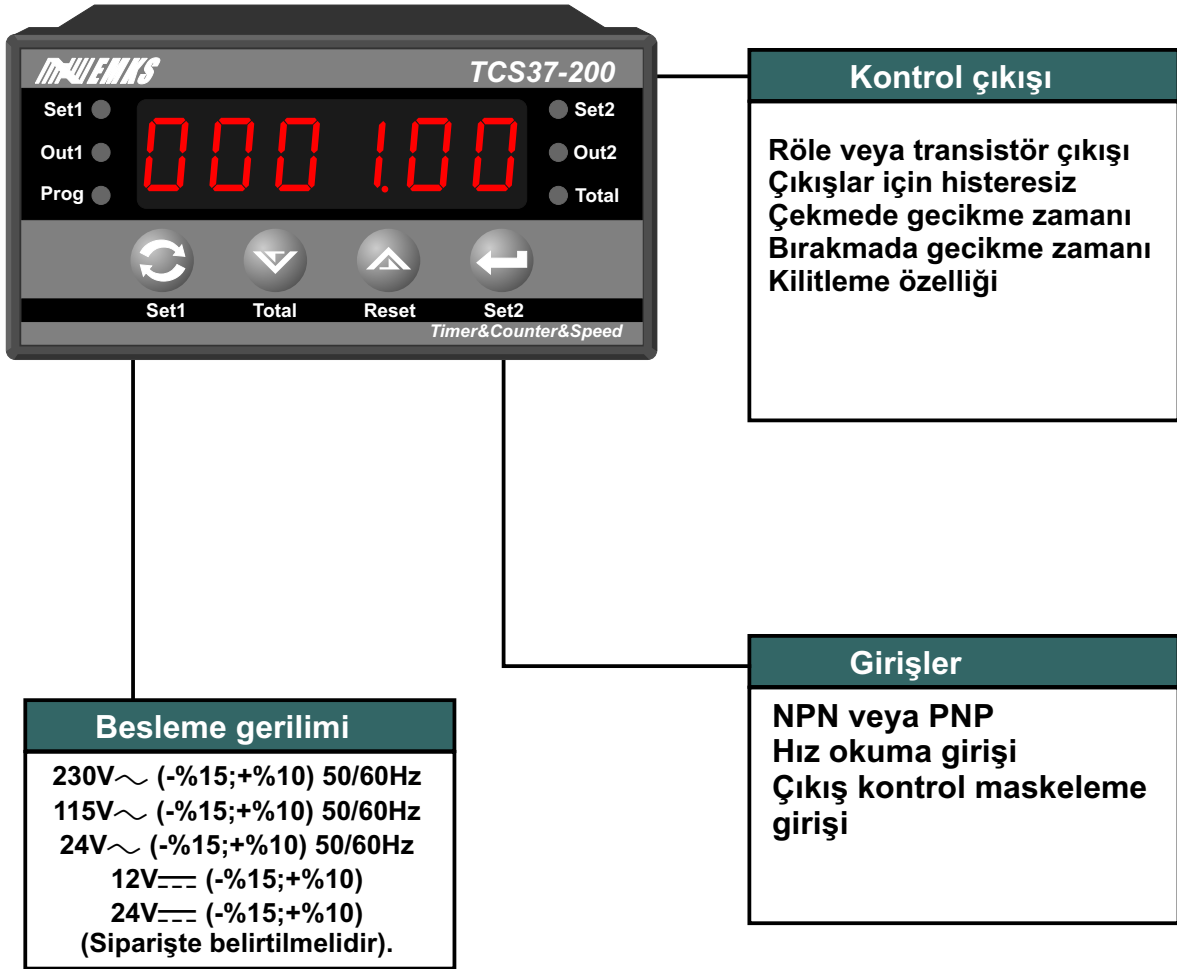 EMKS TCS37-200
Set1 Set2
Out1 Out2
Prog Total
0001.00
Set1 Total Reset Set2
Timer&Counter&Speed
Kontrol çıkışı
Röle veya transistör çıkışı
Çıkışlar için histeresiz
Çekmede gecikme zamanı
Bırakmada gecikme zamanı
Kilitleme özelliği
Besleme gerilimi
230V~ (-%15;+%10) 50/60Hz
115V~ (-%15;+%10) 50/60Hz
24V~ (-%15;+%10) 50/60Hz
12V⎓ (-%15;+%10)
24V⎓ (-%15;+%10)
(Siparişte belirtilmelidir).
Girişler
NPN veya PNP
Hız okuma girişi
Çıkış kontrol maskeleme
girişi